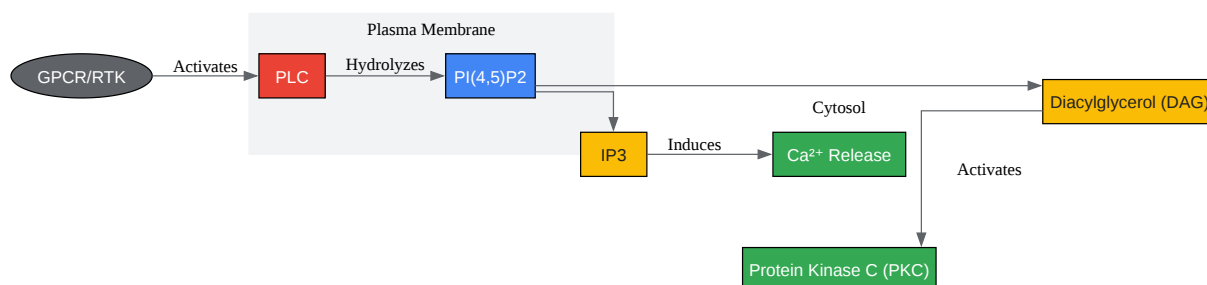 Plasma Membrane
GPCR/RTK
Activates
PLC
Hydrolyzes
PI(4,5)P2
Cytosol
Diacylglycerol (DAG)
IP3
Induces
Ca²⁺ Release
Activates
Protein Kinase C (PKC)